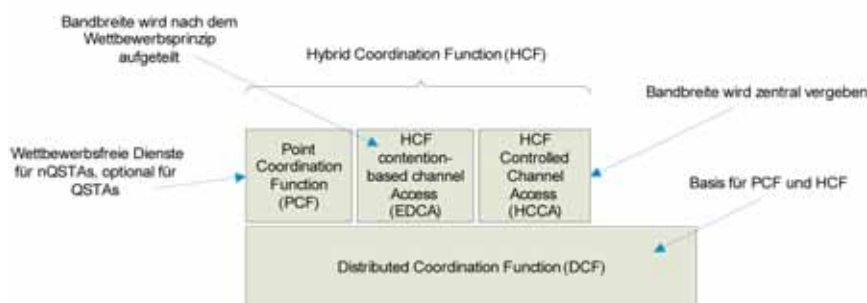 Bandbreite wird nach dem
Wettbewerbsprinzip
aufgeteilt
Hybrid Coordination Function (HCF)
Bandbreite wird zentral vergeben
Wettbewerbsfreie Dienste
für nQSTAs, optional für
QSTAs
Point
Coordination
Function
(PCF)
HCF
contention-
based channel
Access
(EDCA)
HCF
Controlled
Channel
Access
(HCCA)
Basis für PCF und HCF
Distributed Coordination Function (DCF)